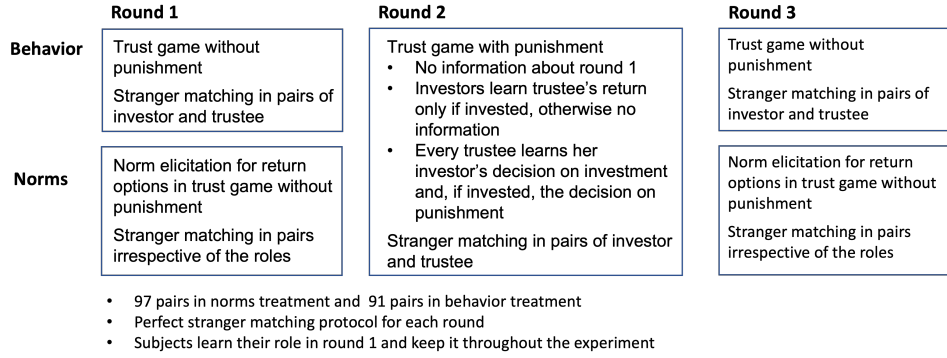 Round 1
Round 2
Round 3
Behavior
Trust game without
punishment
Stranger matching in pairs of
investor and trustee
Norms
Norm elicitation for return
options in trust game without
punishment
Stranger matching in pairs
irrespective of the roles
Trust game with punishment
• No information about round 1
• Investors learn trustee's return
only if invested, otherwise no
information
• Every trustee learns her
investor's decision on investment
and, if invested, the decision on
punishment
Stranger matching in pairs of investor
and trustee
Trust game without
punishment
Stranger matching in pairs of
investor and trustee
Norm elicitation for return
options in trust game without
punishment
Stranger matching in pairs
irrespective of the roles
• 97 pairs in norms treatment and 91 pairs in behavior treatment
• Perfect stranger matching protocol for each round
• Subjects learn their role in round 1 and keep it throughout the experiment